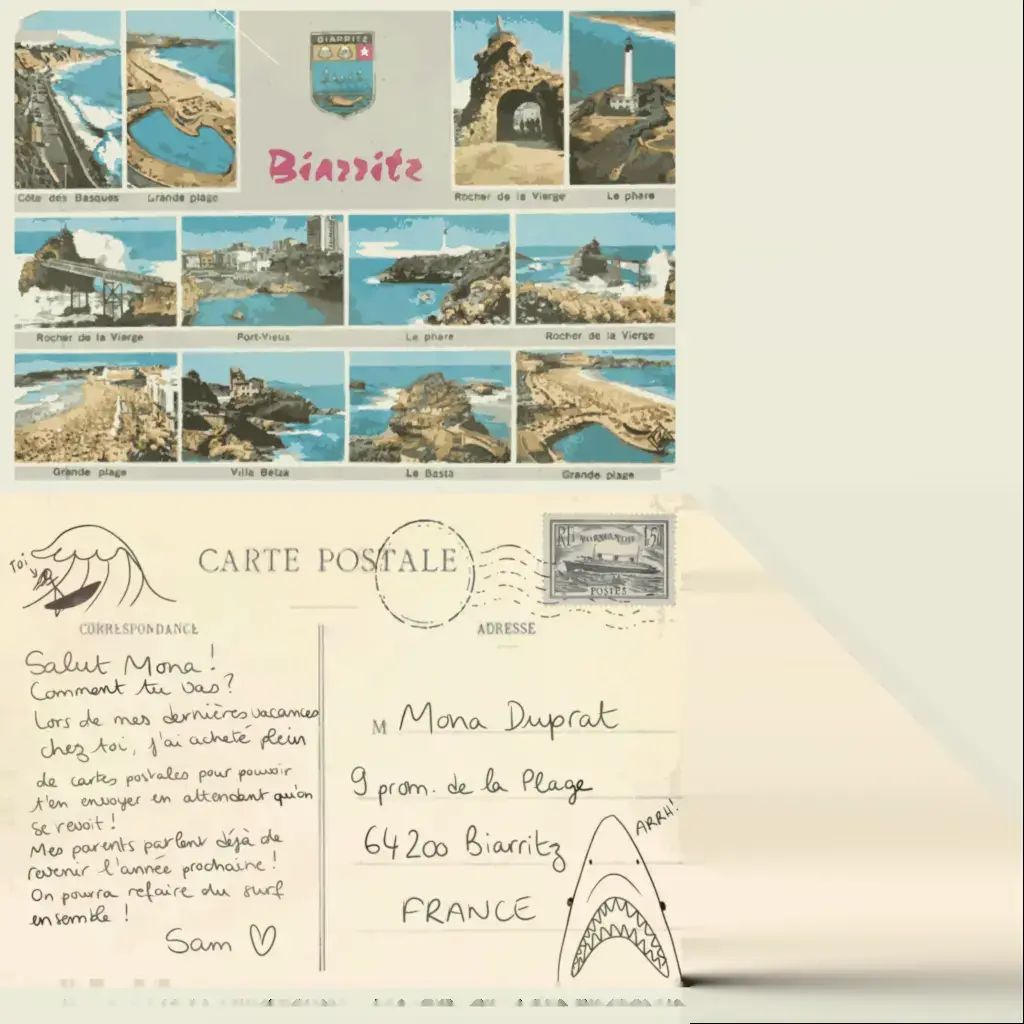 BIARRITZ
Biarritz
Côte des Basques Grande plage Rocher de la Vierge Le phare
Rocher de la Vierge Port-Vieux Le phare Rocher de la Vierge
Grande plage Villa Belza Le Basta Grande plage
Toi
CARTE POSTALE
RF NORMANDIE 1,50
POSTES
CORRESPONDANCE
ADRESSE
Salut Mona !
Comment tu vas ?
Lors de mes dernières vacances
chez toi, j'ai acheté plein
de cartes postales pour pouvoir
t'en envoyer en attendant qu'on
se revoit !
Mes parents parlent déjà de
revenir l'année prochaine !
On pourra refaire du surf
ensemble !
Sam ♡
M Mona Duprat
9 prom. de la Plage
64200 Biarritz
FRANCE
ARRH!